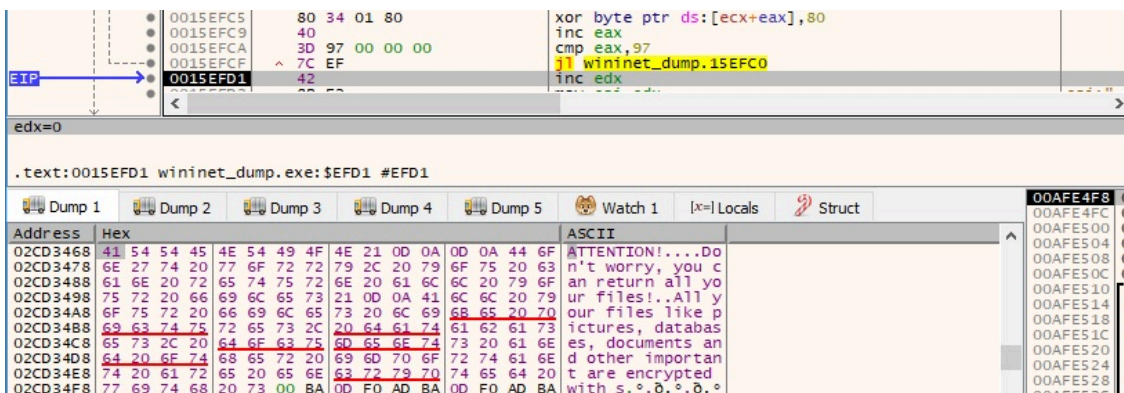 0015EFC5 80 34 01 80 xor byte ptr ds:[ecx+eax],80
0015EFC9 40 inc eax
0015EFCA 3D 97 00 00 00 cmp eax,97
0015EFCF ^ 7C EF jl wininet_dump.15EFC0
EIP 0015EFD1 42 inc edx
< >
edx=0
.text:0015EFD1 wininet_dump.exe:$EFD1 #EFD1
Dump 1 Dump 2 Dump 3 Dump 4 Dump 5 Watch 1 [x=] Locals Struct
Address Hex ASCII
02CD3468 41 54 54 45 4E 54 49 4F 4E 21 0D 0A 0D 0A 44 6F ATTENTION!....Do
02CD3478 6E 27 74 20 77 6F 72 72 79 2C 20 79 6F 75 20 63 n't worry, you c
02CD3488 61 6E 20 72 65 74 75 72 6E 20 61 6C 6C 20 79 6F an return all yo
02CD3498 75 72 20 66 69 6C 65 73 21 0D 0A 41 6C 6C 20 79 ur files!..All y
02CD34A8 6F 75 72 20 66 69 6C 65 73 20 6C 69 6B 65 20 70 our files like p
02CD34B8 69 63 74 75 72 65 73 2C 20 64 61 74 61 62 61 73 ictures, databas
02CD34C8 65 73 2C 20 64 6F 63 75 6D 65 6E 74 73 20 61 6E es, documents an
02CD34D8 64 20 6F 74 68 65 72 20 69 6D 70 6F 72 74 61 6E d other importan
02CD34E8 74 20 61 72 65 20 65 6E 63 72 79 70 74 65 64 20 t are encrypted
02CD34F8 77 69 74 68 20 73 00 BA 0D F0 AD BA 0D F0 AD BA with s.º.ð.º.ð.º
00AFE4F8
00AFE4FC
00AFE500
00AFE504
00AFE508
00AFE50C
00AFE510
00AFE514
00AFE518
00AFE51C
00AFE520
00AFE524
00AFE528